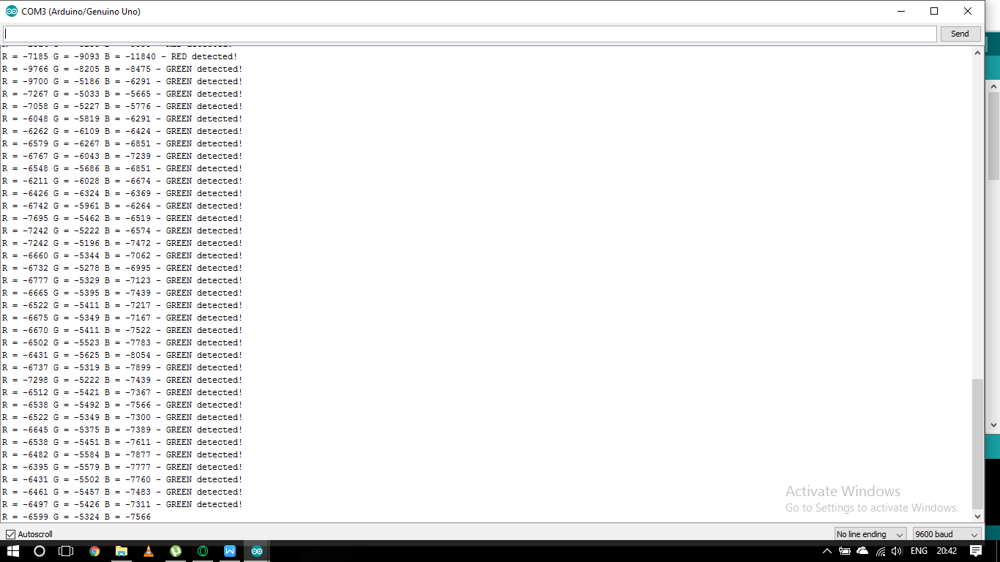 COM3 (Arduino/Genuino Uno)
Send
R = -7185 G = -9093 B = -11840 - RED detected!
R = -9766 G = -8205 B = -8475 - GREEN detected!
R = -9700 G = -5186 B = -6291 - GREEN detected!
R = -7267 G = -5033 B = -5665 - GREEN detected!
R = -7058 G = -5227 B = -5776 - GREEN detected!
R = -6048 G = -5819 B = -6291 - GREEN detected!
R = -6262 G = -6109 B = -6424 - GREEN detected!
R = -6579 G = -6267 B = -6851 - GREEN detected!
R = -6767 G = -6043 B = -7239 - GREEN detected!
R = -6548 G = -5686 B = -6851 - GREEN detected!
R = -6211 G = -6028 B = -6674 - GREEN detected!
R = -6426 G = -6324 B = -6369 - GREEN detected!
R = -6742 G = -5961 B = -6264 - GREEN detected!
R = -7695 G = -5462 B = -6519 - GREEN detected!
R = -7242 G = -5222 B = -6574 - GREEN detected!
R = -7242 G = -5196 B = -7472 - GREEN detected!
R = -6660 G = -5344 B = -7062 - GREEN detected!
R = -6732 G = -5278 B = -6995 - GREEN detected!
R = -6777 G = -5329 B = -7123 - GREEN detected!
R = -6665 G = -5395 B = -7439 - GREEN detected!
R = -6522 G = -5411 B = -7217 - GREEN detected!
R = -6675 G = -5349 B = -7167 - GREEN detected!
R = -6670 G = -5411 B = -7522 - GREEN detected!
R = -6502 G = -5523 B = -7783 - GREEN detected!
R = -6431 G = -5625 B = -8054 - GREEN detected!
R = -6737 G = -5319 B = -7899 - GREEN detected!
R = -7298 G = -5222 B = -7439 - GREEN detected!
R = -6512 G = -5421 B = -7367 - GREEN detected!
R = -6538 G = -5492 B = -7566 - GREEN detected!
R = -6522 G = -5349 B = -7300 - GREEN detected!
R = -6645 G = -5375 B = -7389 - GREEN detected!
R = -6538 G = -5451 B = -7611 - GREEN detected!
R = -6482 G = -5584 B = -7877 - GREEN detected!
R = -6395 G = -5579 B = -7777 - GREEN detected!
R = -6431 G = -5502 B = -7760 - GREEN detected!
R = -6461 G = -5457 B = -7483 - GREEN detected!
R = -6497 G = -5426 B = -7311 - GREEN detected!
R = -6599 G = -5324 B = -7566
Activate Windows
Go to Settings to activate Windows.
Autoscroll
No line ending
9600 baud
ENG
20:42